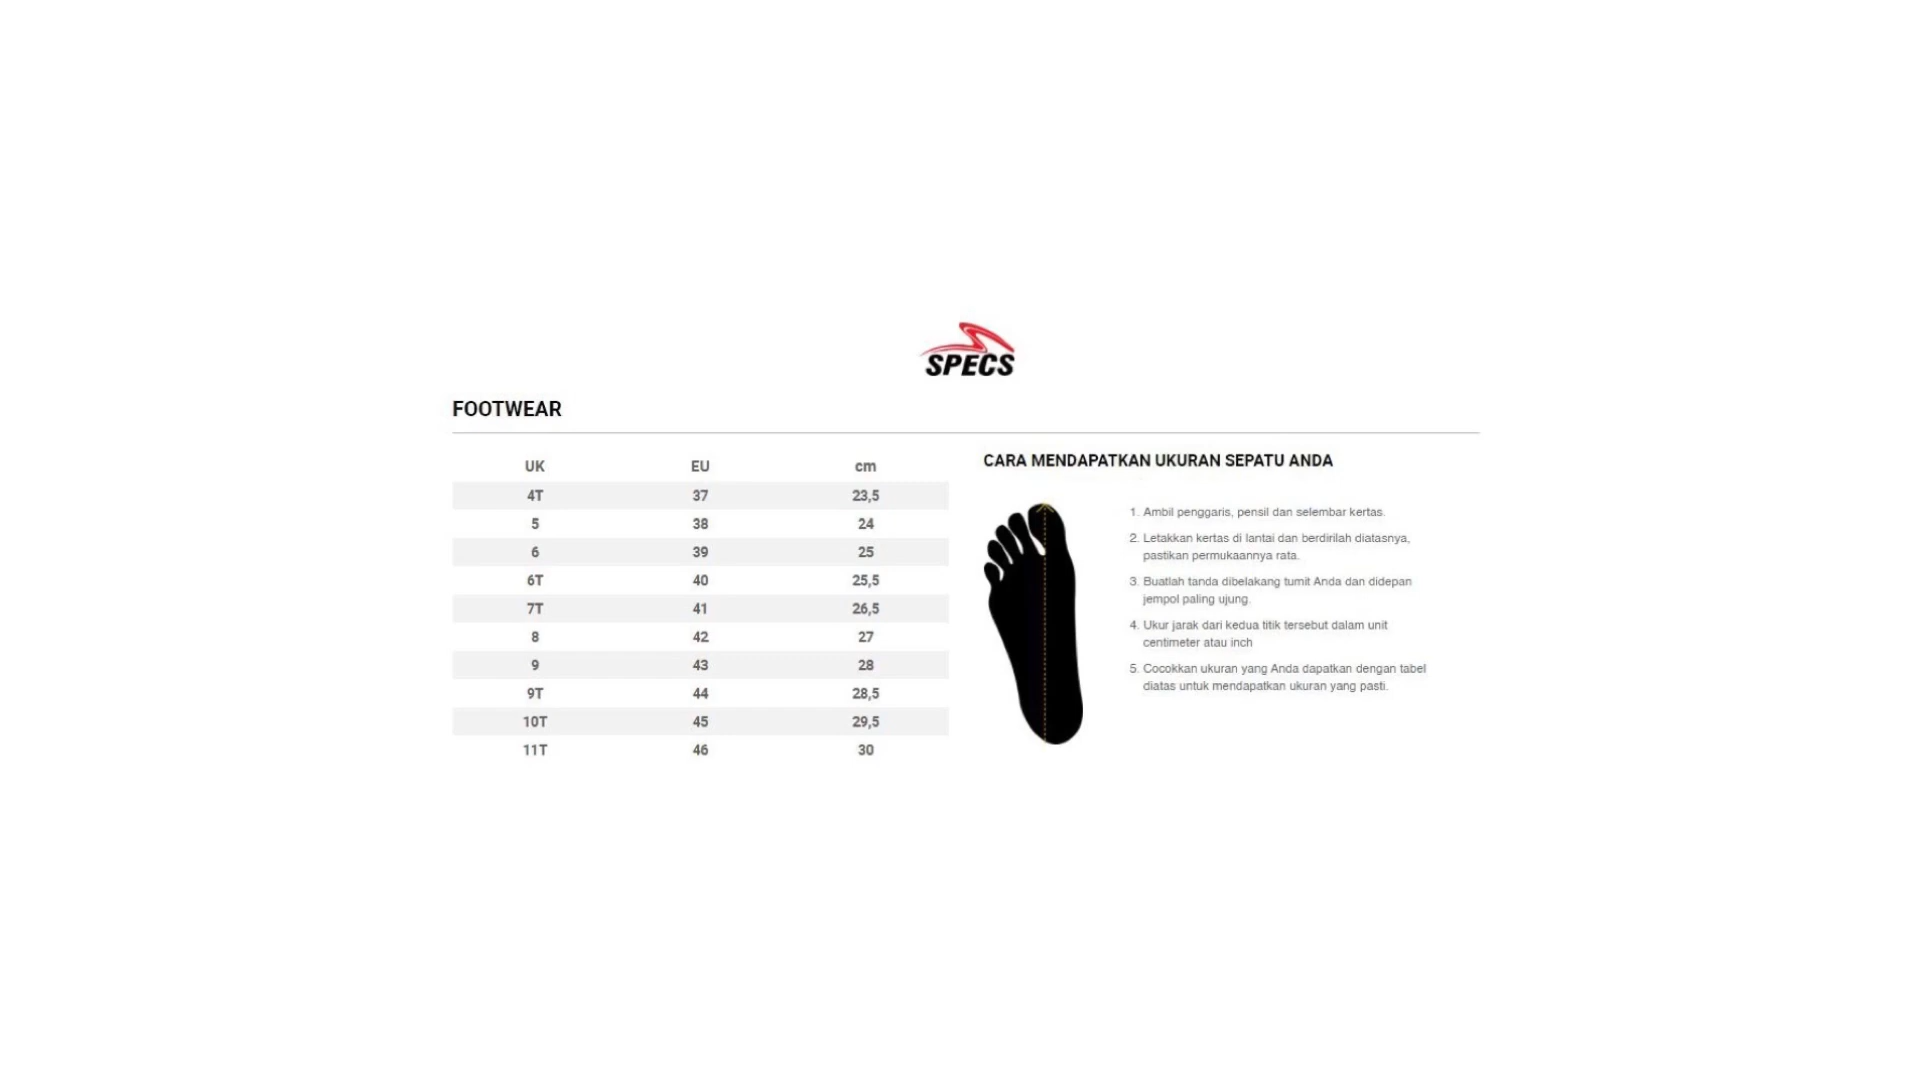 SPECS
FOOTWEAR
UK EU cm
4T 37 23,5
5 38 24
6 39 25
6T 40 25,5
7T 41 26,5
8 42 27
9 43 28
9T 44 28,5
10T 45 29,5
11T 46 30
CARA MENDAPATKAN UKURAN SEPATU ANDA
1. Ambil penggaris, pensil dan selembar kertas.
2. Letakkan kertas di lantai dan berdirilah diatasnya,
pastikan permukaannya rata.
3. Buatlah tanda dibelakang tumit Anda dan didepan
jempol paling ujung.
4. Ukur jarak dari kedua titik tersebut dalam unit
centimeter atau inch
5. Cocokkan ukuran yang Anda dapatkan dengan tabel
diatas untuk mendapatkan ukuran yang pasti.